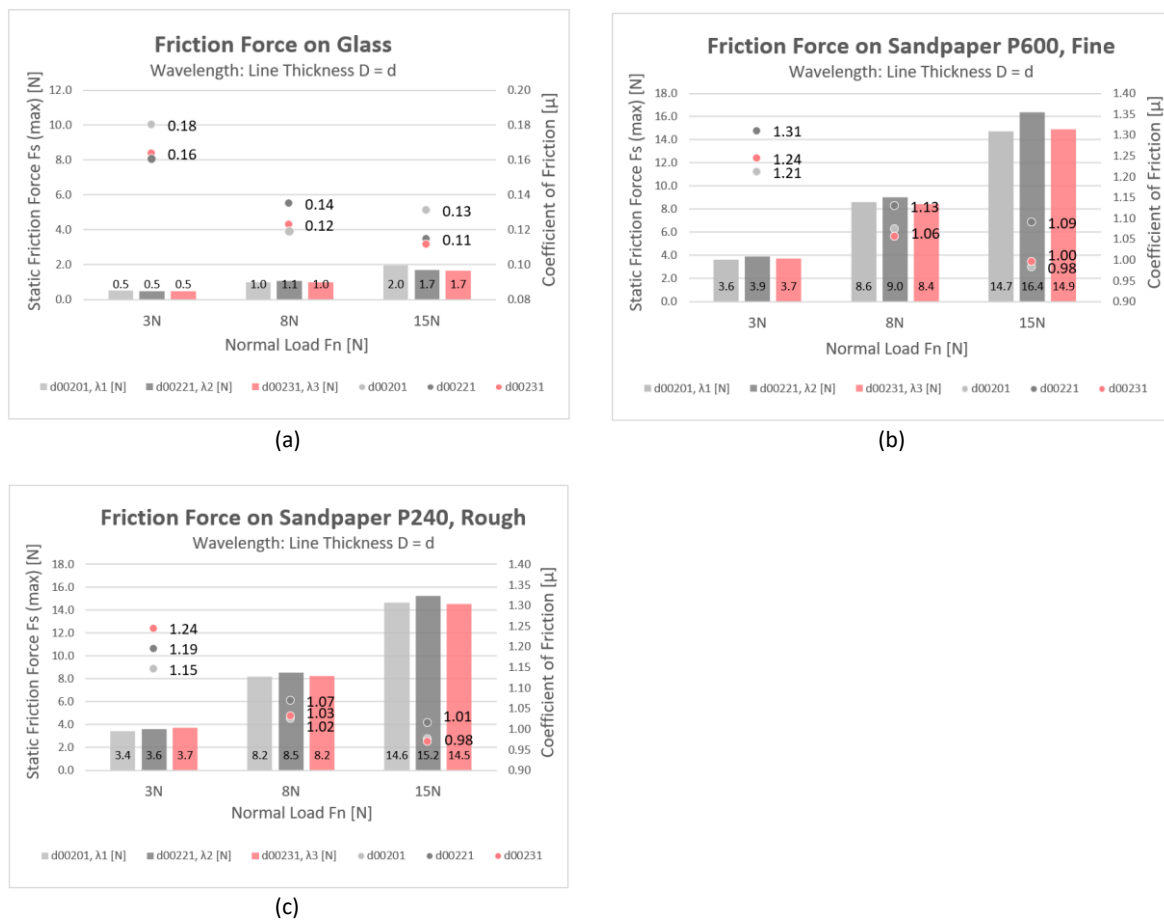 Friction Force on Glass
Wavelength: Line Thickness D = d
Static Friction Force Fs (max) [N]
12.0
10.0
8.0
6.0
4.0
2.0
0.0
0.18
0.16
0.14
0.12
0.13
0.11
0.5 0.5 0.5
1.0 1.1 1.0
2.0 1.7 1.7
0.20
0.18
0.16
0.14
0.12
0.10
0.08
Coefficient of Friction [µ]
3N 8N 15N
Normal Load Fn [N]
d00201, λ1 [N] d00221, λ2 [N] d00231, λ3 [N] d00201 d00221 d00231
(a)
Friction Force on Sandpaper P600, Fine
Wavelength: Line Thickness D = d
Static Friction Force Fs (max) [N]
18.0
16.0
14.0
12.0
10.0
8.0
6.0
4.0
2.0
0.0
1.31
1.24
1.21
1.13
1.06
1.09
1.00
0.98
3.6 3.9 3.7
8.6 9.0 8.4
14.7 16.4 14.9
1.40
1.35
1.30
1.25
1.20
1.15
1.10
1.05
1.00
0.95
0.90
Coefficient of Friction [µ]
3N 8N 15N
Normal Load Fn [N]
d00201, λ1 [N] d00221, λ2 [N] d00231, λ3 [N] d00201 d00221 d00231
(b)
Friction Force on Sandpaper P240, Rough
Wavelength: Line Thickness D = d
Static Friction Force Fs (max) [N]
18.0
16.0
14.0
12.0
10.0
8.0
6.0
4.0
2.0
0.0
1.24
1.19
1.15
1.07
1.03
1.02
1.01
0.98
3.4 3.6 3.7
8.2 8.5 8.2
14.6 15.2 14.5
1.40
1.35
1.30
1.25
1.20
1.15
1.10
1.05
1.00
0.95
0.90
Coefficient of Friction [µ]
3N 8N 15N
Normal Load Fn [N]
d00201, λ1 [N] d00221, λ2 [N] d00231, λ3 [N] d00201 d00221 d00231
(c)